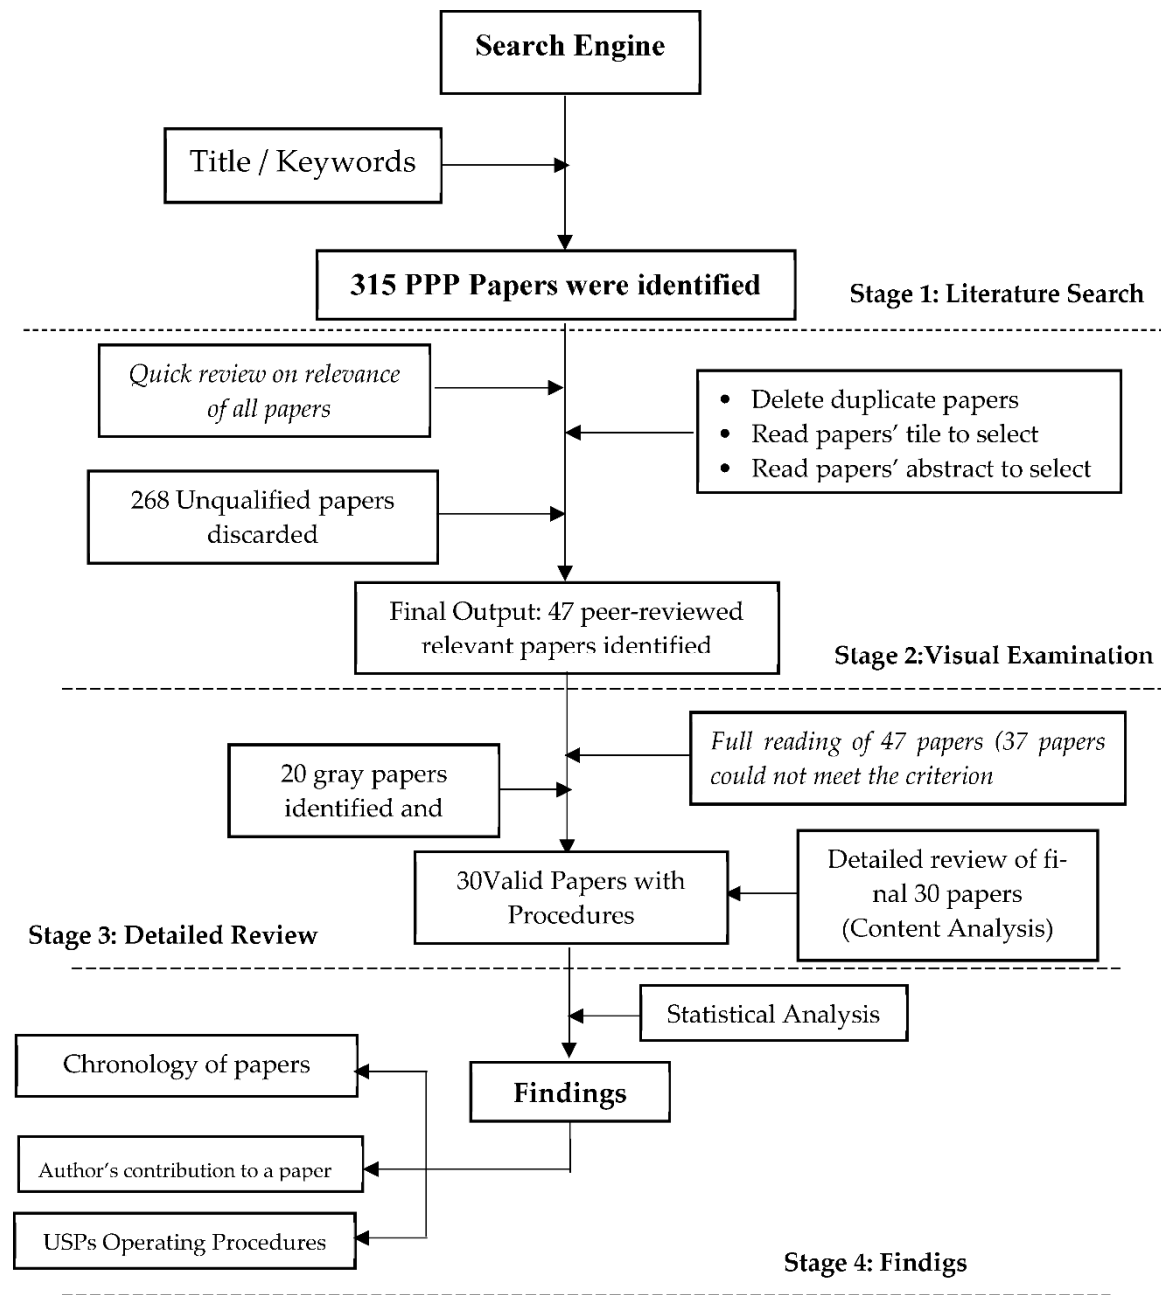 Search Engine
Title / Keywords
315 PPP Papers were identified
Stage 1: Literature Search
Quick review on relevance
of all papers
• Delete duplicate papers
• Read papers’ tile to select
• Read papers’ abstract to select
268 Unqualified papers
discarded
Final Output: 47 peer-reviewed
relevant papers identified
Stage 2:Visual Examination
Full reading of 47 papers (37 papers
could not meet the criterion
20 gray papers
identified and
30Valid Papers with
Procedures
Detailed review of fi-
nal 30 papers
(Content Analysis)
Stage 3: Detailed Review
Statistical Analysis
Chronology of papers
Findings
Author’s contribution to a paper
USPs Operating Procedures
Stage 4: Findigs